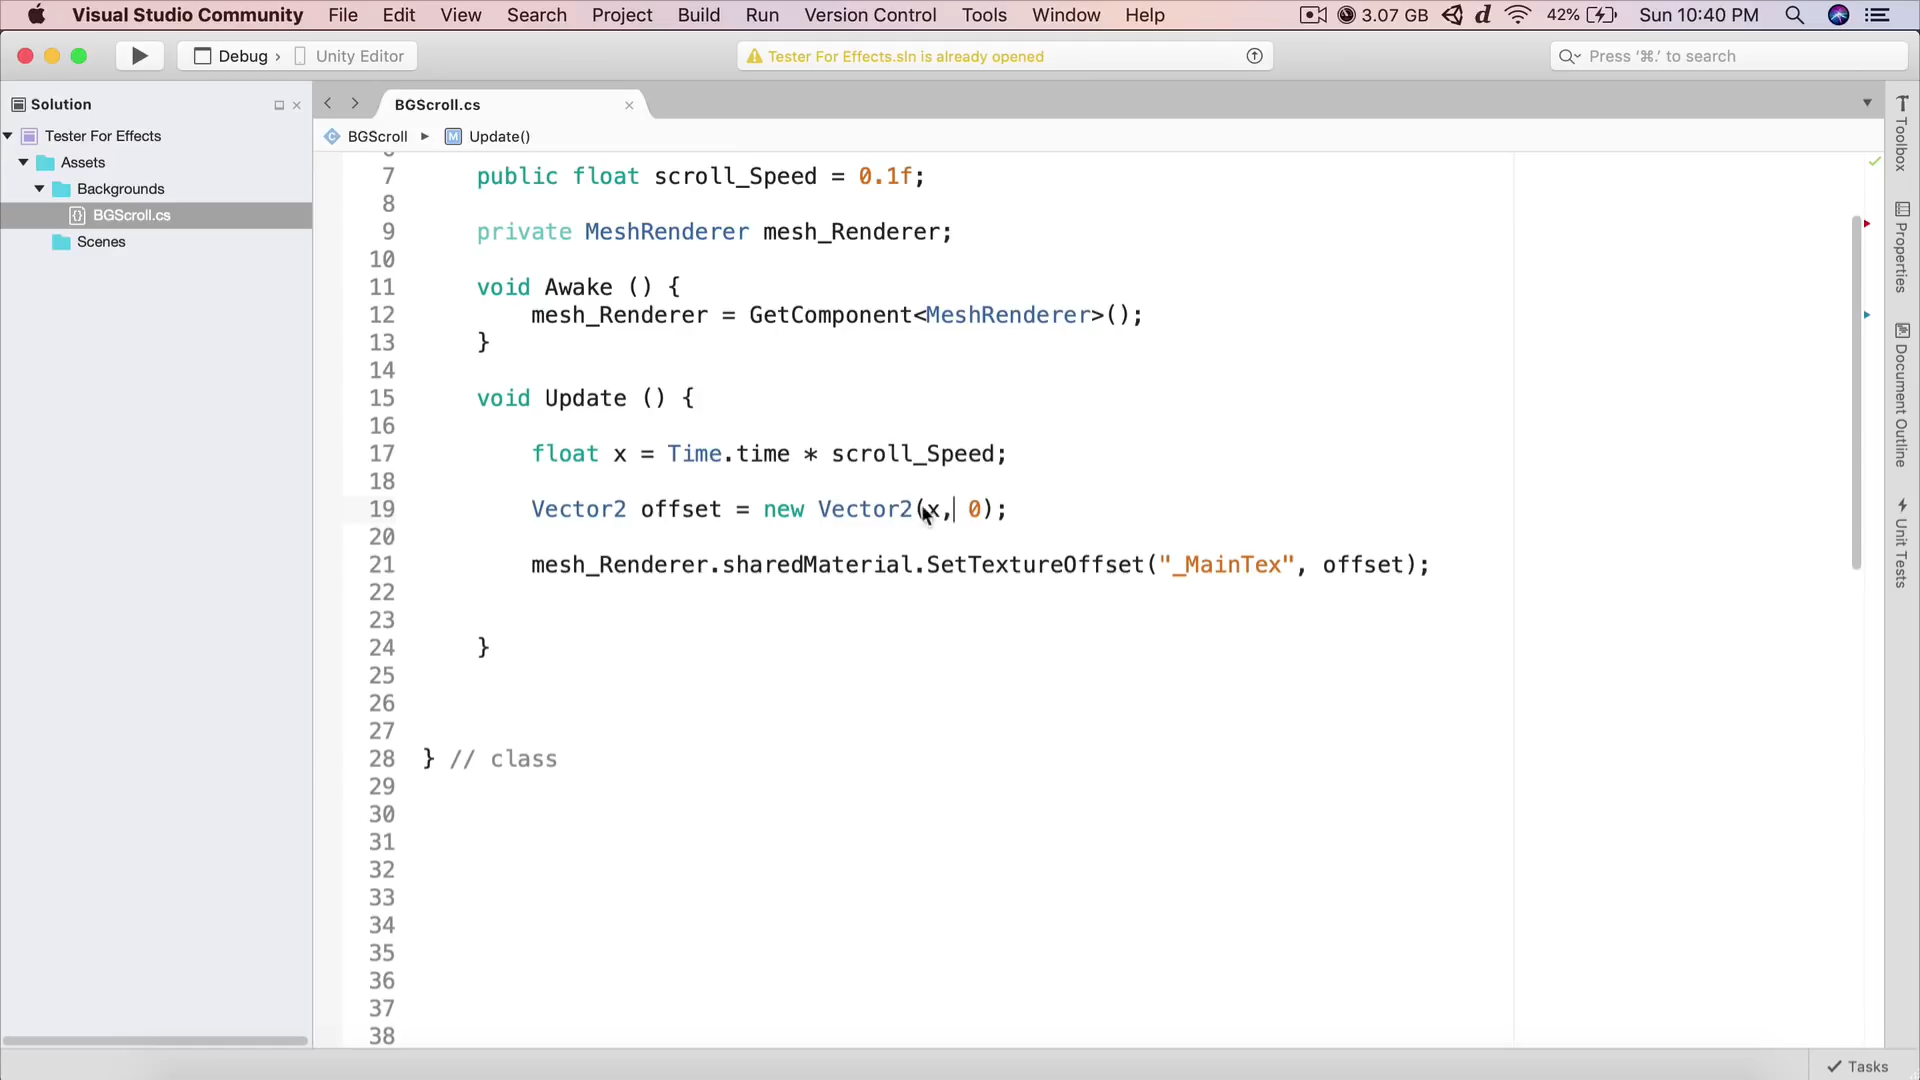 Visual Studio Community File Edit View Search Project Build Run Version Control Tools Window Help 3.07 GB d 42% Sun 10:40 PM
Debug › Unity Editor Tester For Effects.sln is already opened Press ‘⌘.’ to search
Solution
Tester For Effects
Assets
Backgrounds
BGScroll.cs
Scenes
BGScroll.cs
BGScroll Update()
7 public float scroll_Speed = 0.1f;
8
9 private MeshRenderer mesh_Renderer;
10
11 void Awake () {
12 mesh_Renderer = GetComponent<MeshRenderer>();
13 }
14
15 void Update () {
16
17 float x = Time.time * scroll_Speed;
18
19 Vector2 offset = new Vector2(x, 0);
20
21 mesh_Renderer.sharedMaterial.SetTextureOffset("_MainTex", offset);
22
23
24 }
25
26
27
28 } // class
29
30
31
32
33
34
35
36
37
38
Toolbox
Properties
Document Outline
Unit Tests
Tasks